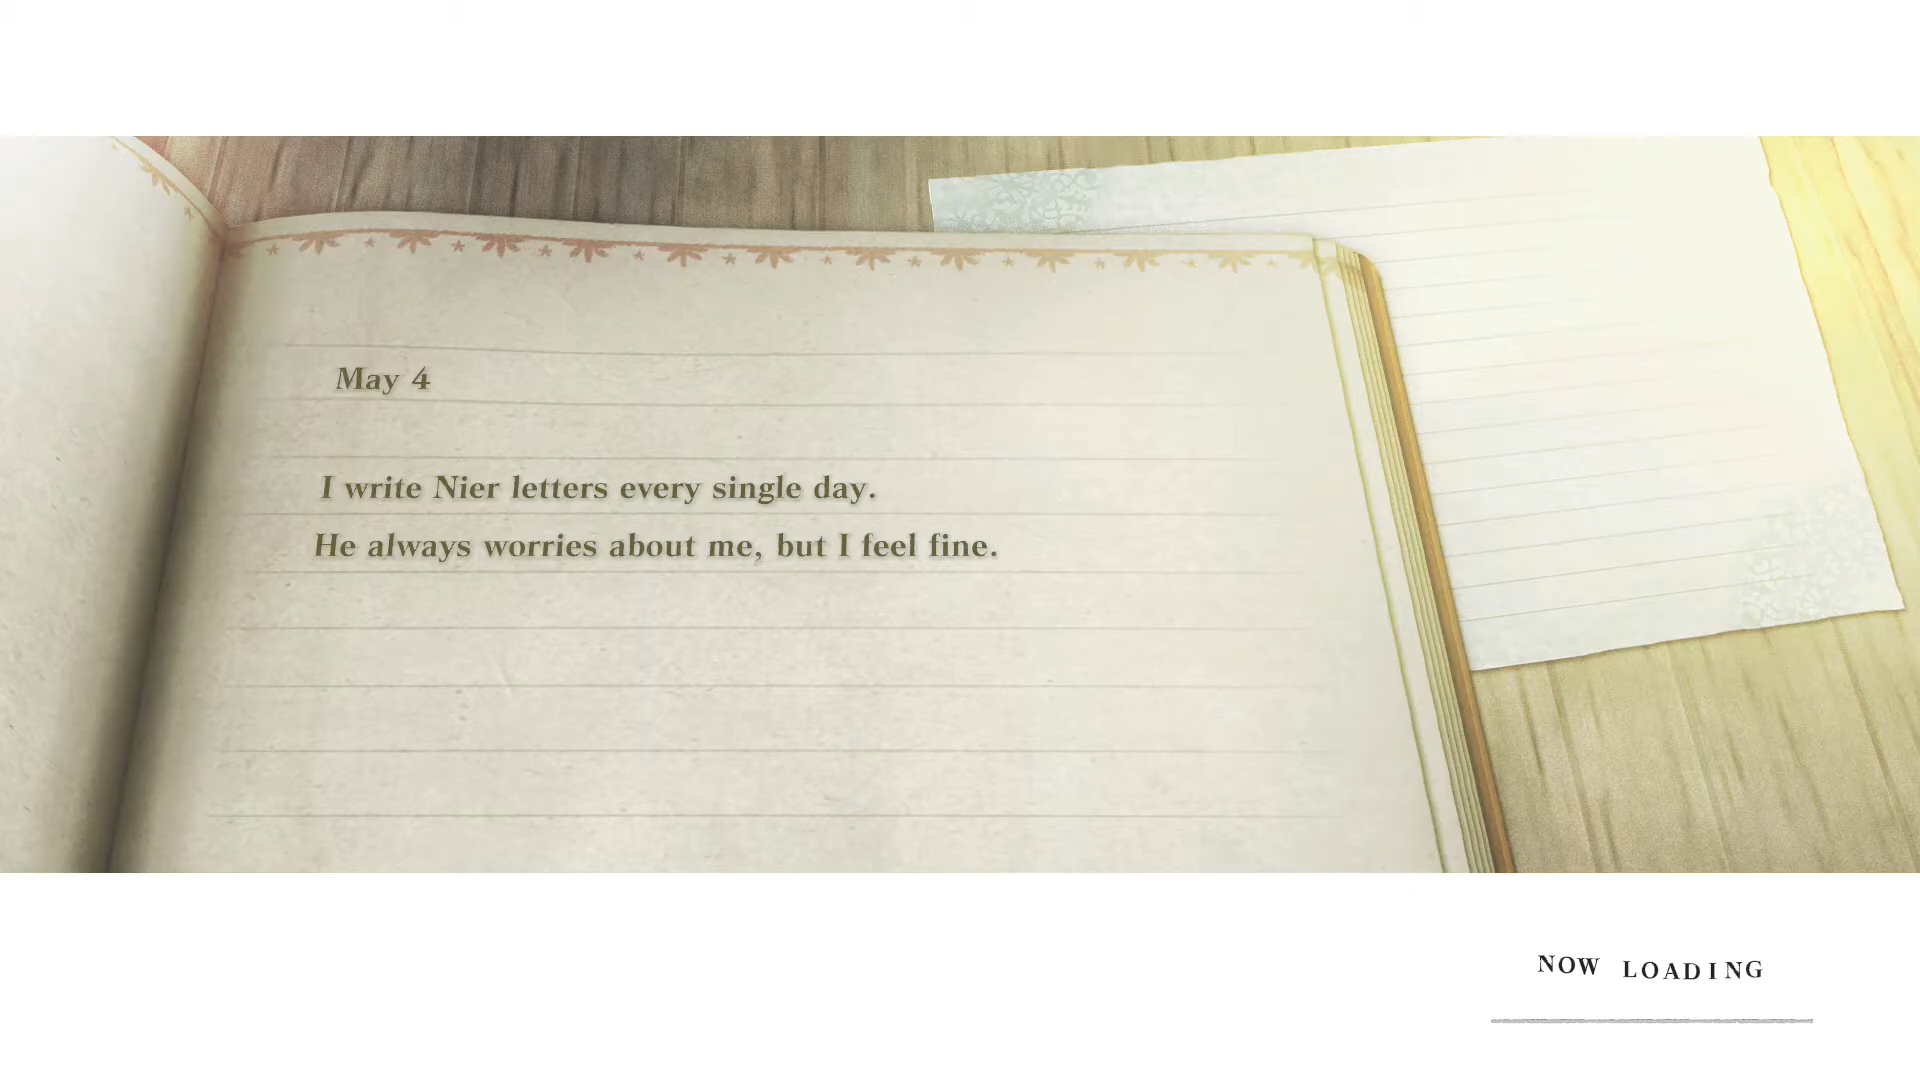 May 4
I write Nier letters every single day.
He always worries about me, but I feel fine.
NOW LOADING